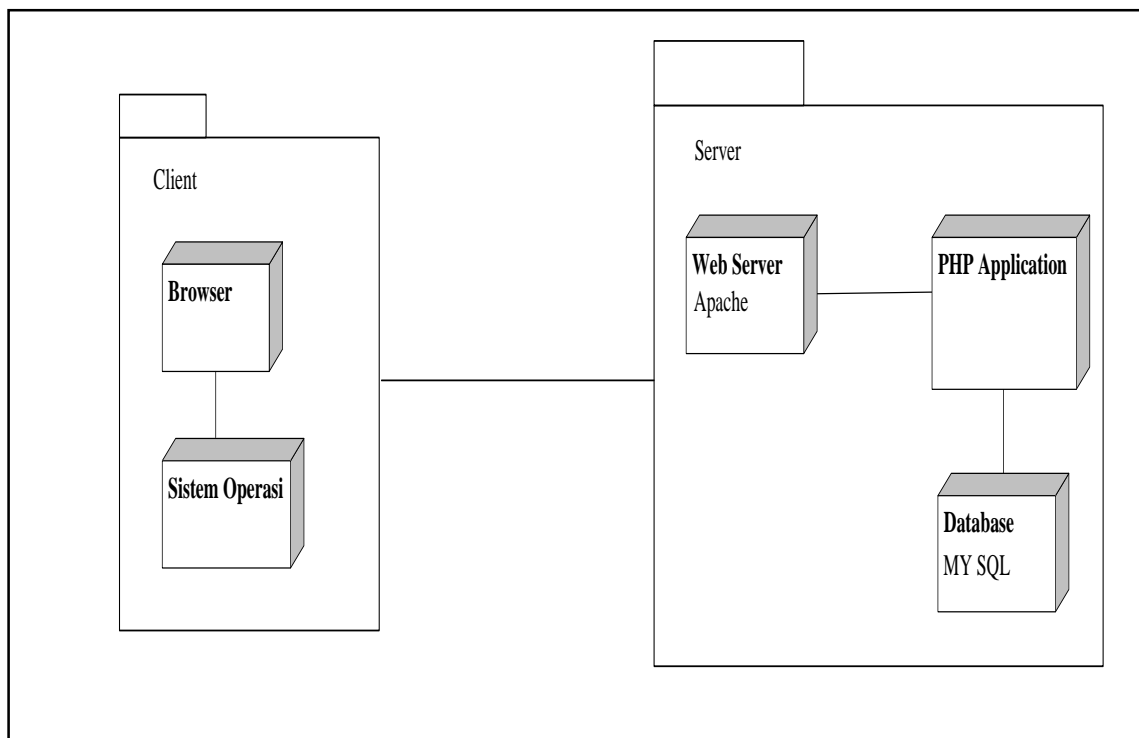 Client
Browser
Sistem Operasi
Server
Web Server
Apache
PHP Application
Database
MY SQL